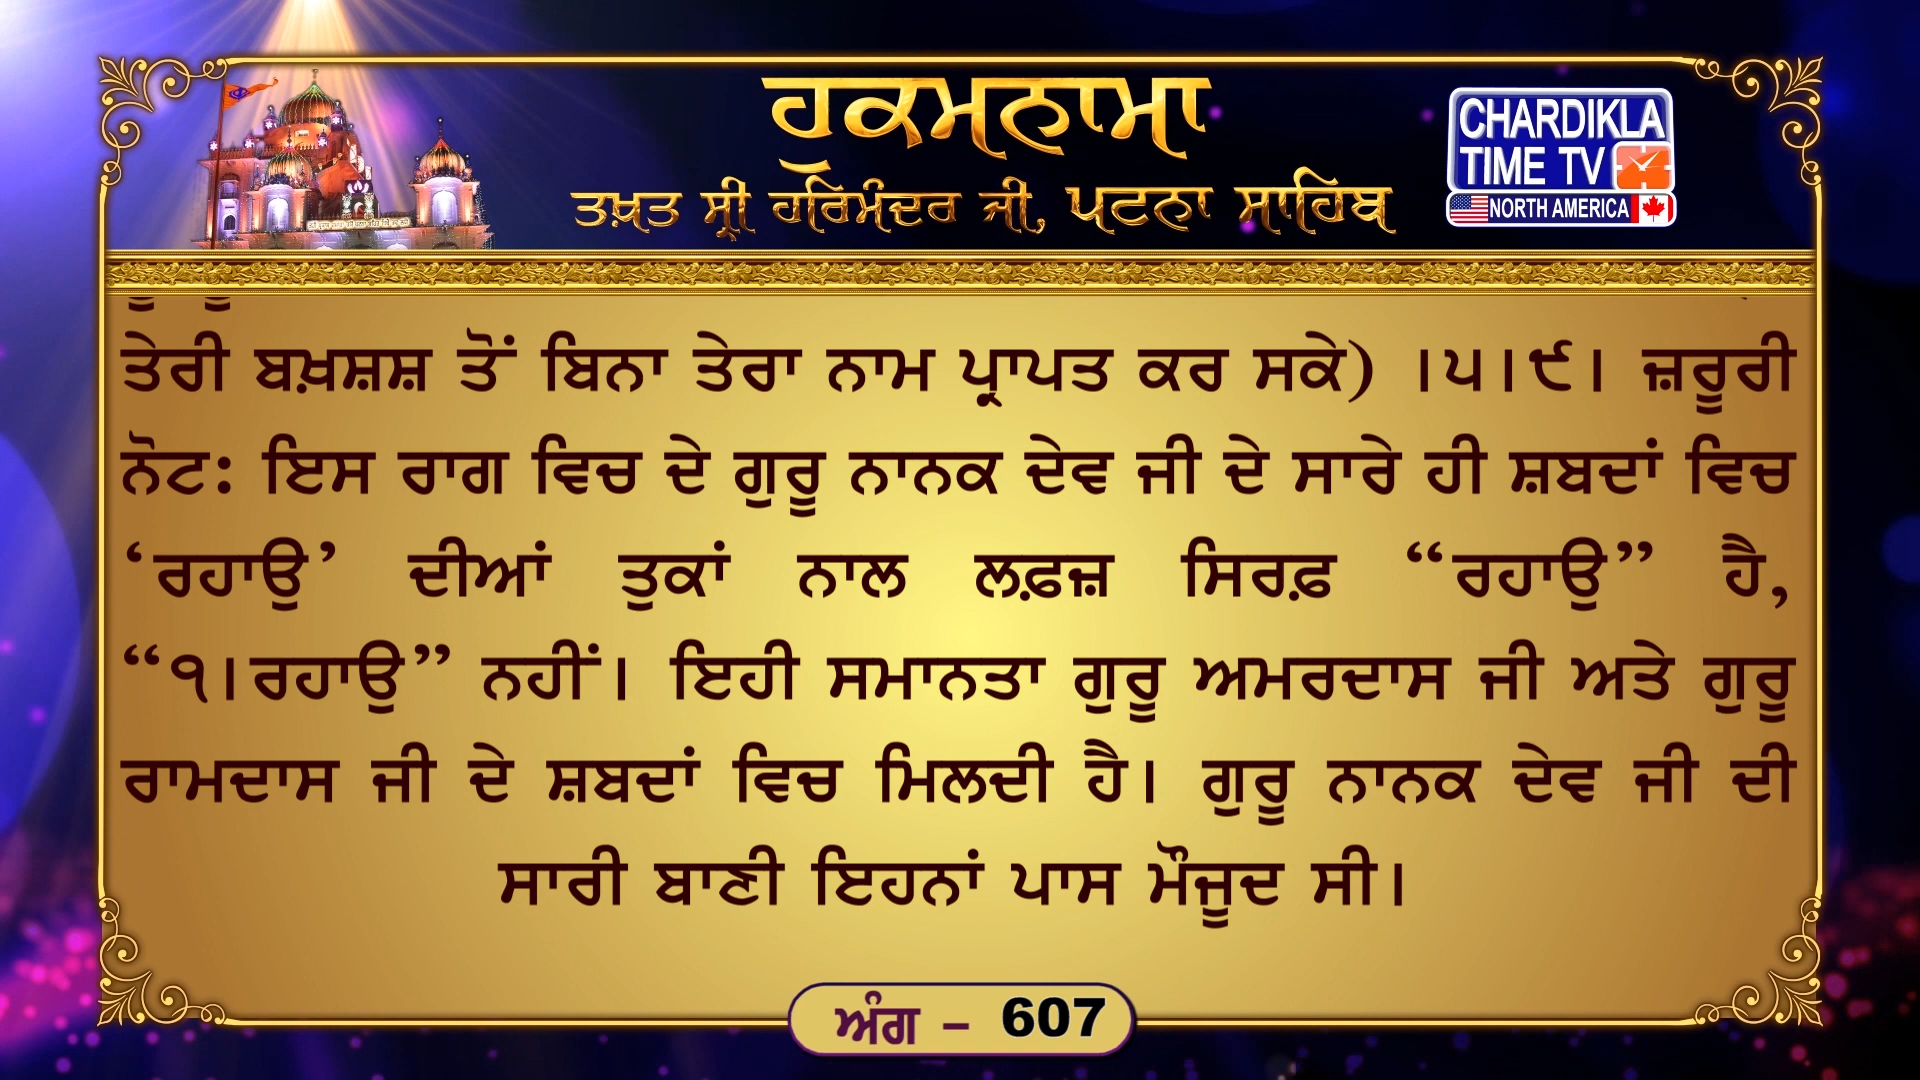 ਹੁਕਮਨਾਮਾ
ਤਖ਼ਤ ਸ੍ਰੀ ਹਰਿਮੰਦਰ ਜੀ, ਪਟਨਾ ਸਾਹਿਬ
CHARDIKLA
TIME TV
NORTH AMERICA
ਤੇਰੀ ਬਖ਼ਸ਼ਸ਼ ਤੋਂ ਬਿਨਾ ਤੇਰਾ ਨਾਮ ਪ੍ਰਾਪਤ ਕਰ ਸਕੇ) ।੫।੯। ਜ਼ਰੂਰੀ
ਨੋਟ: ਇਸ ਰਾਗ ਵਿਚ ਦੇ ਗੁਰੂ ਨਾਨਕ ਦੇਵ ਜੀ ਦੇ ਸਾਰੇ ਹੀ ਸ਼ਬਦਾਂ ਵਿਚ
‘ਰਹਾਉ’ ਦੀਆਂ ਤੁਕਾਂ ਨਾਲ ਲਫ਼ਜ਼ ਸਿਰਫ਼ “ਰਹਾਉ” ਹੈ,
“੧।ਰਹਾਉ” ਨਹੀਂ। ਇਹੀ ਸਮਾਨਤਾ ਗੁਰੂ ਅਮਰਦਾਸ ਜੀ ਅਤੇ ਗੁਰੂ
ਰਾਮਦਾਸ ਜੀ ਦੇ ਸ਼ਬਦਾਂ ਵਿਚ ਮਿਲਦੀ ਹੈ। ਗੁਰੂ ਨਾਨਕ ਦੇਵ ਜੀ ਦੀ
ਸਾਰੀ ਬਾਣੀ ਇਹਨਾਂ ਪਾਸ ਮੌਜੂਦ ਸੀ।
ਅੰਗ – 607